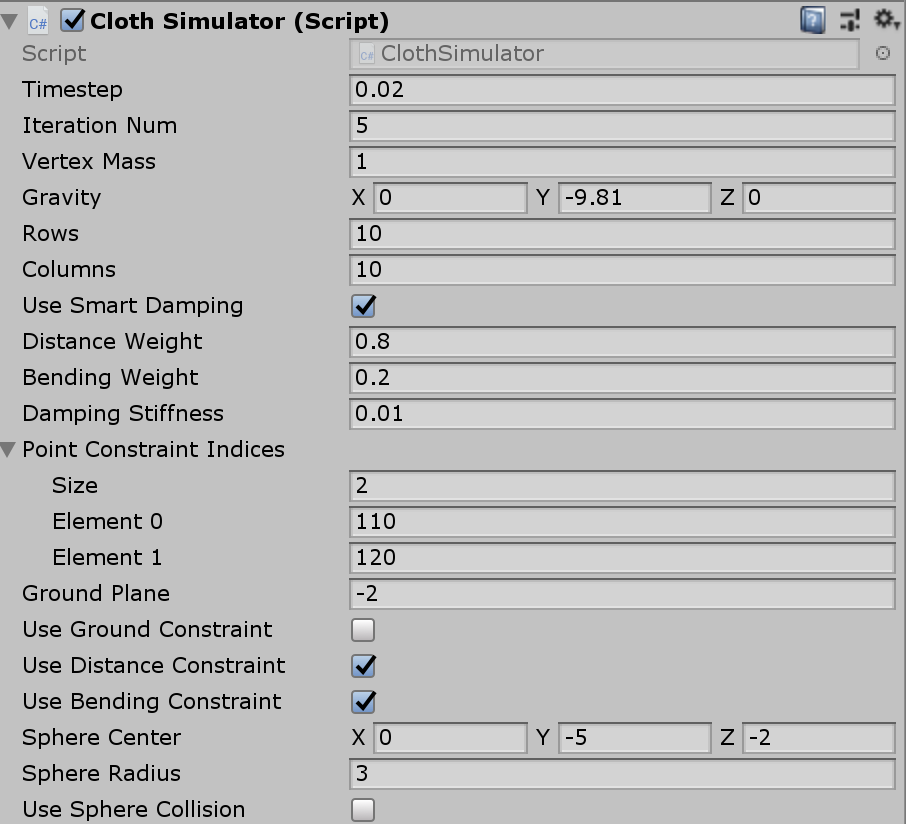 C# Cloth Simulator (Script)
Script C# ClothSimulator
Timestep 0.02
Iteration Num 5
Vertex Mass 1
Gravity X 0 Y -9.81 Z 0
Rows 10
Columns 10
Use Smart Damping
Distance Weight 0.8
Bending Weight 0.2
Damping Stiffness 0.01
Point Constraint Indices
Size 2
Element 0 110
Element 1 120
Ground Plane -2
Use Ground Constraint
Use Distance Constraint
Use Bending Constraint
Sphere Center X 0 Y -5 Z -2
Sphere Radius 3
Use Sphere Collision